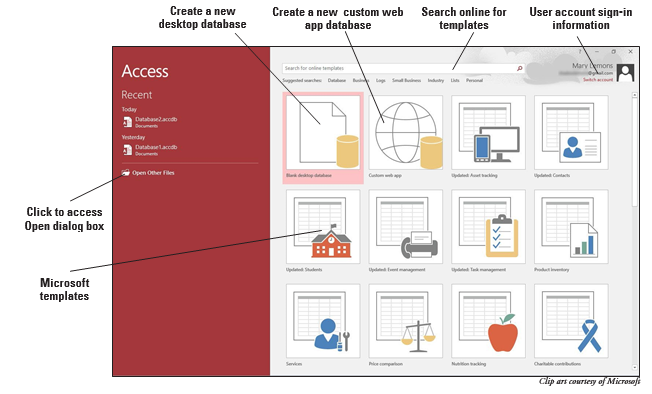 Create a new
desktop database
Create a new custom web
app database
Search online for
templates
User account sign-in
information
Access
Search for online templates
Suggested searches: Database Business Logs Small Business Industry Lists Personal
Mary Lemons
@gmail.com
Switch account
Recent
Today
Database2.accdb
Documents
Yesterday
Database1.accdb
Documents
Open Other Files
Blank desktop database
Custom web app
Updated: Asset tracking
Updated: Contacts
Click to access
Open dialog box
Microsoft
templates
Updated: Students
Updated: Event management
Updated: Task management
Product inventory
Services
Price comparison
Nutrition tracking
Charitable contributions
Clip art courtesy of Microsoft